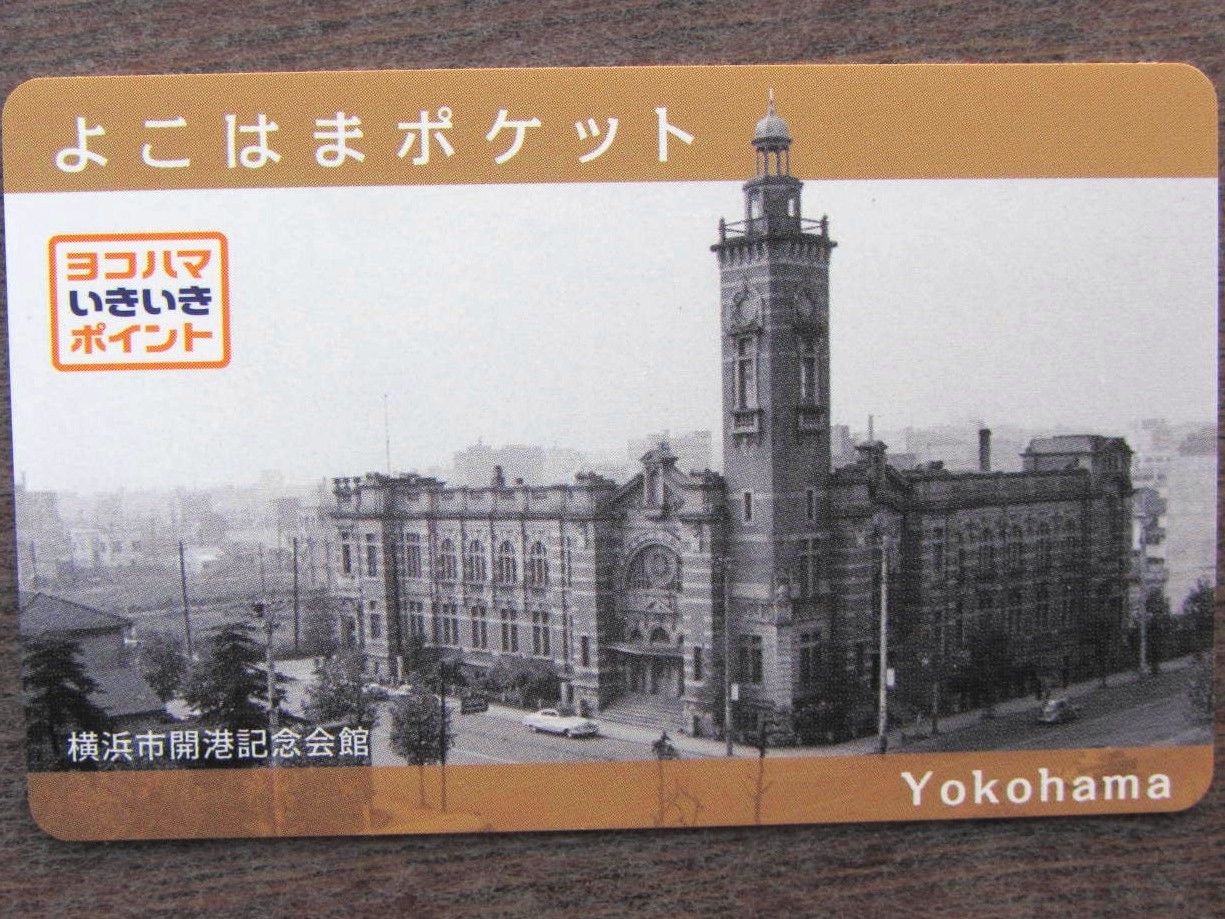 よこはまポケット
ヨコハマ
いきいき
ポイント
横浜市開港記念会館
Yokohama